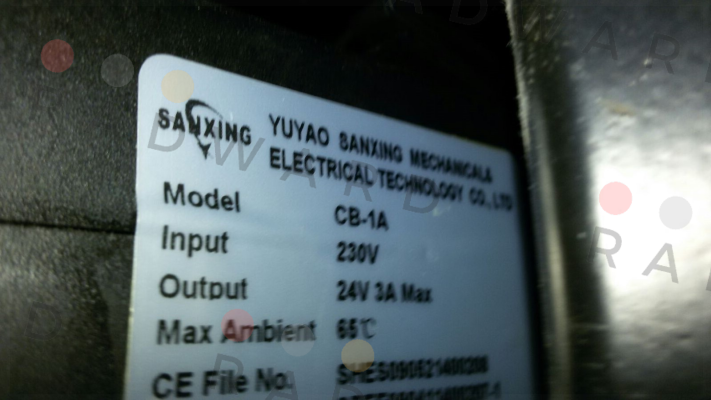 SANXING
YUYAO SANXING MECHANICALA
ELECTRICAL TECHNOLOGY CO., LTD
Model CB-1A
Input 230V
Output 24V 3A Max
Max Ambient 65℃
CE File No.